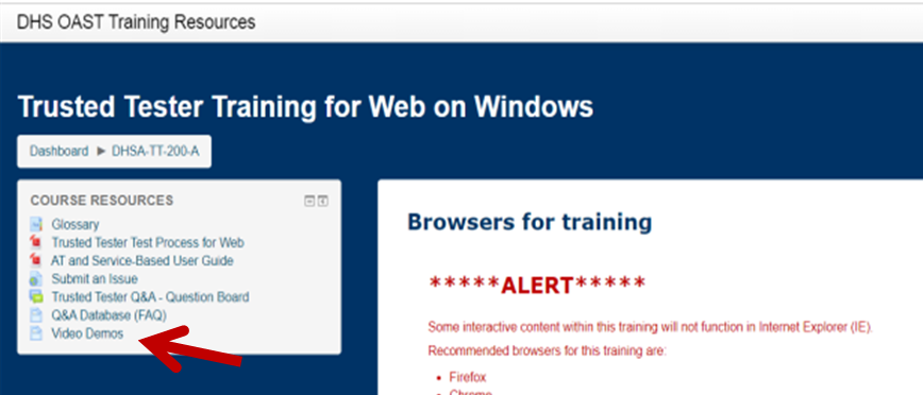 DHS OAST Training Resources
Trusted Tester Training for Web on Windows
Dashboard ► DHSA-TT-200-A
COURSE RESOURCES
Glossary
Trusted Tester Test Process for Web
AT and Service-Based User Guide
Submit an Issue
Trusted Tester Q&A - Question Board
Q&A Database (FAQ)
Video Demos
Browsers for training
*****ALERT*****
Some interactive content within this training will not function in Internet Explorer (IE).
Recommended browsers for this training are:
• Firefox
• Chrome